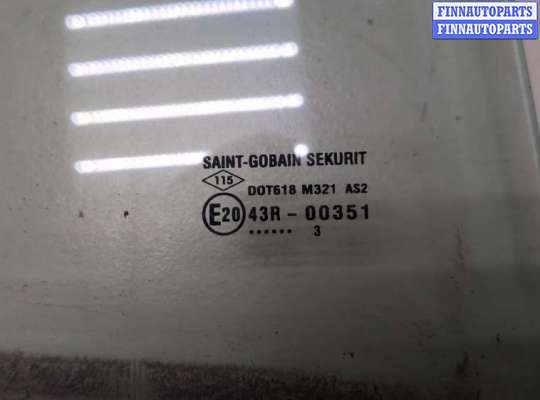 FINNAUTOPARTS
FINNAUTOPARTS
SAINT-GOBAIN SEKURIT
115 DOT618 M321 AS2
E20 43R-00351
...... 3